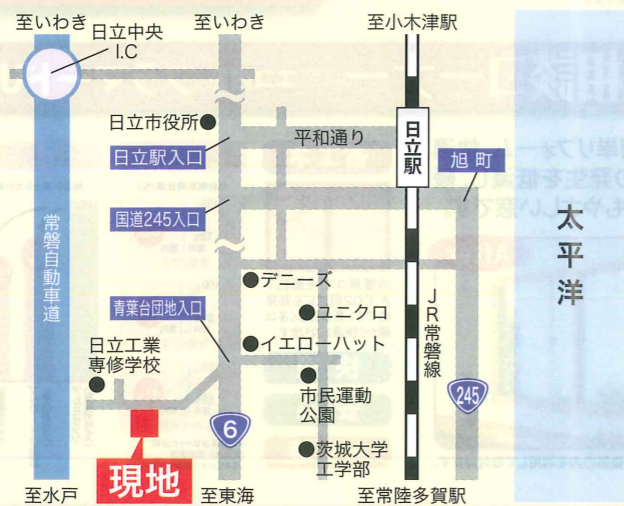 至いわき
至いわき
至小木津駅
日立中央
I.C
日立市役所
平和通り
日立駅
日立駅入口
旭町
国道245入口
太平洋
常磐自動車道
デニーズ
ユニクロ
JR常磐線
青葉台団地入口
イエローハット
日立工業
専修学校
市民運動
公園
245
6
茨城大学
工学部
現地
至水戸
至東海
至常陸多賀駅